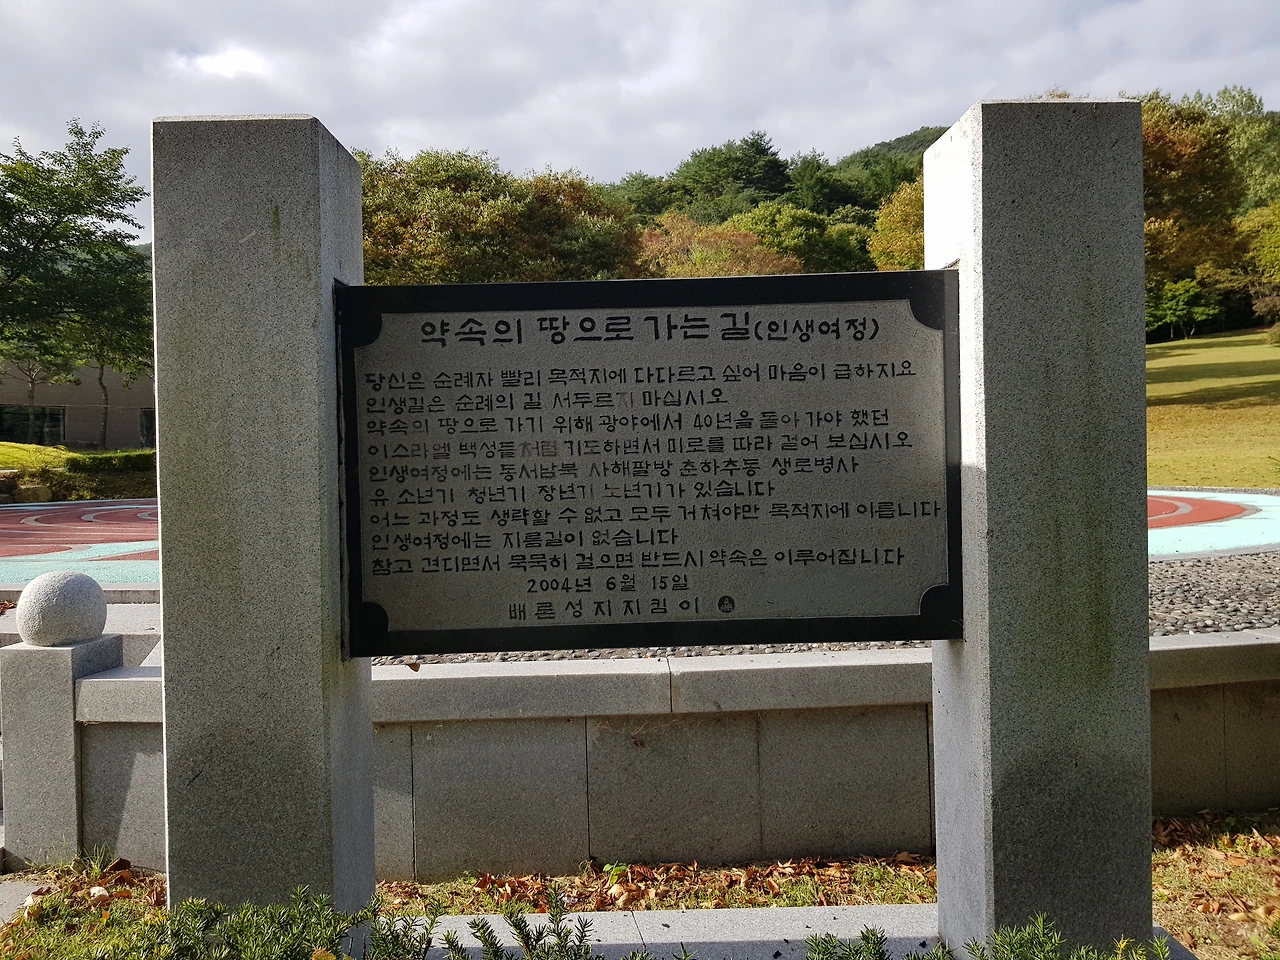 약속의 땅으로 가는 길(인생여정)
당신은 순례자 빨리 목적지에 다다르고 싶어 마음이 급하지요
인생길은 순례의 길 서두르지 마십시오
약속의 땅으로 가기 위해 광야에서 40년을 돌아 가야 했던
이스라엘 백성들처럼 기도하면서 미로를 따라 걸어 보십시오
인생여정에는 동서남북 사해팔방 춘하추동 생로병사
유 소년기 청년기 장년기 노년기가 있습니다
어느 과정도 생략할 수 없고 모두 거쳐야만 목적지에 이릅니다
인생여정에는 지름길이 없습니다
참고 견디면서 묵묵히 걸으면 반드시 약속은 이루어집니다
2004년 6월 15일
배론성지지킴이